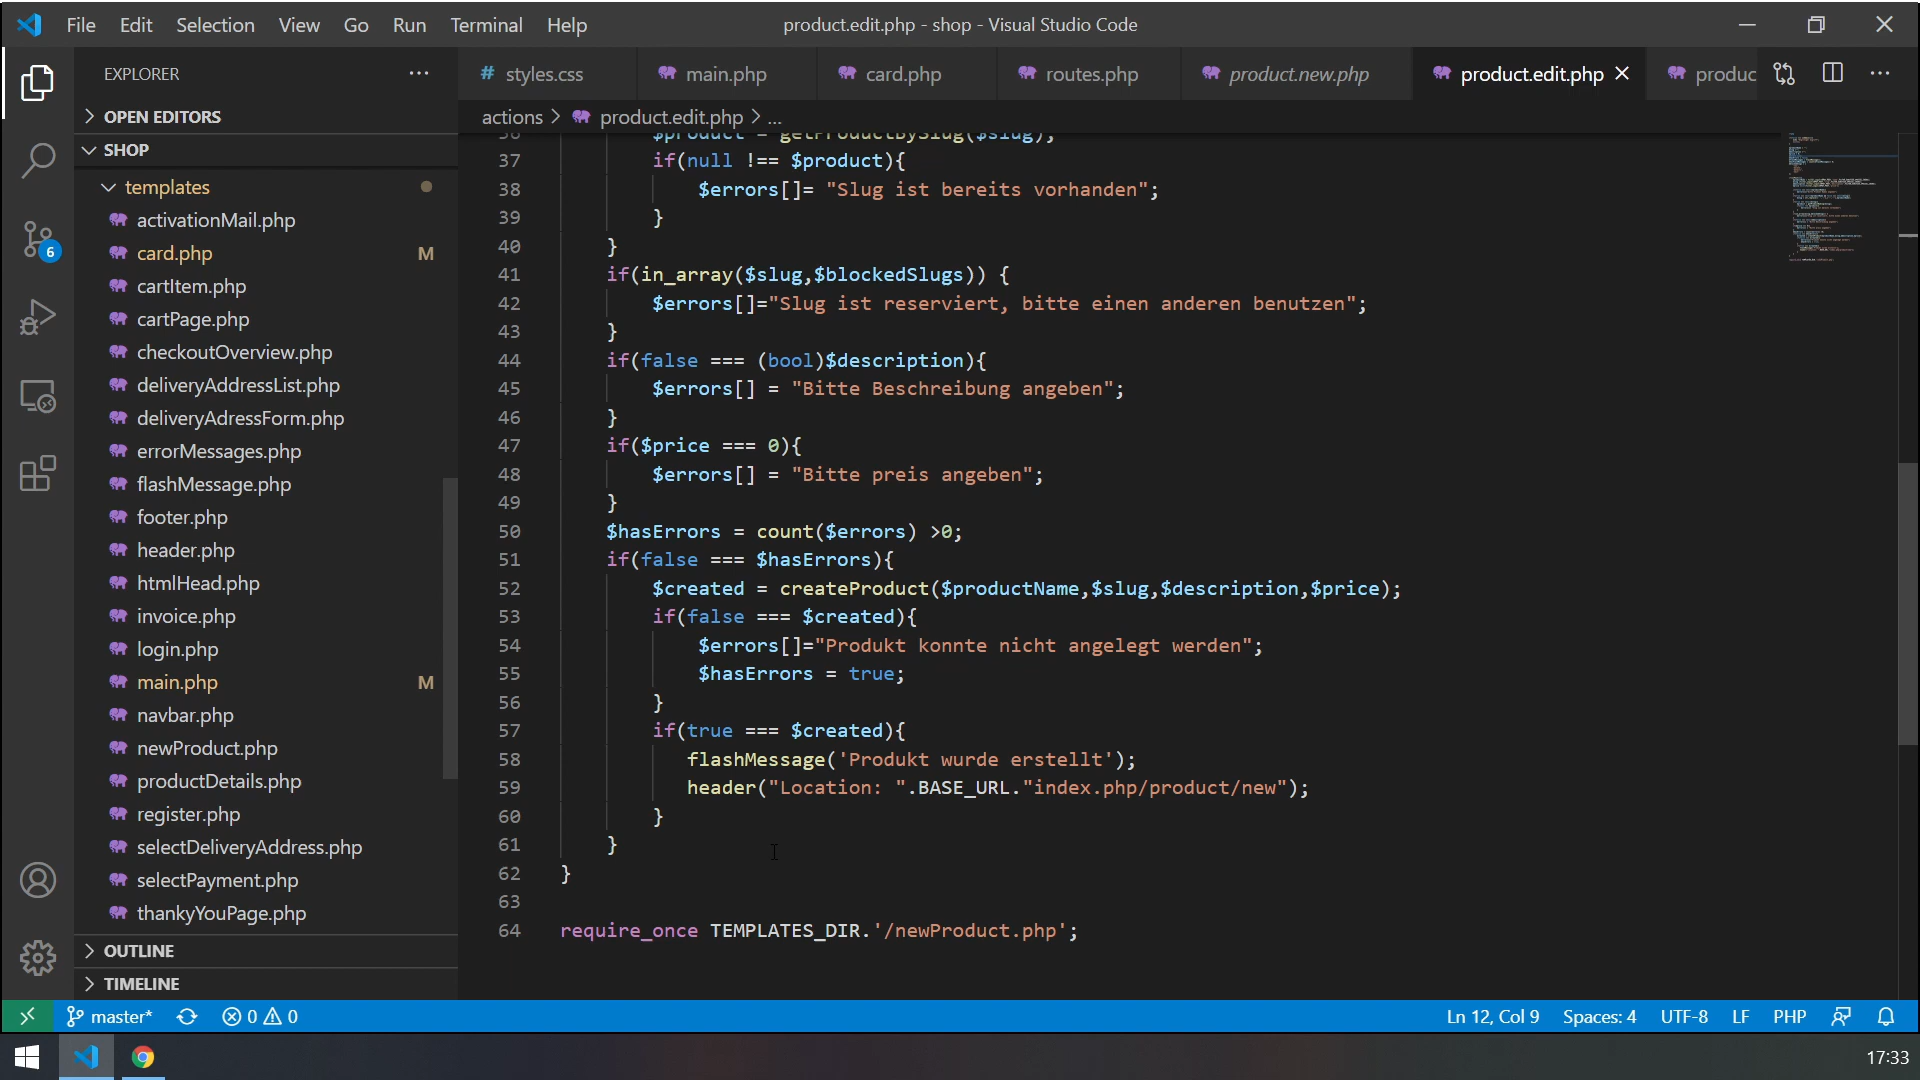 File Edit Selection View Go Run Terminal Help
product.edit.php - shop - Visual Studio Code
EXPLORER
OPEN EDITORS
SHOP
templates
activationMail.php
card.php M
cartItem.php
cartPage.php
checkoutOverview.php
deliveryAddressList.php
deliveryAdressForm.php
errorMessages.php
flashMessage.php
footer.php
header.php
htmlHead.php
invoice.php
login.php
main.php M
navbar.php
newProduct.php
productDetails.php
register.php
selectDeliveryAddress.php
selectPayment.php
thankyYouPage.php
OUTLINE
TIMELINE
6
# styles.css main.php card.php routes.php product.new.php product.edit.php produc
actions > product.edit.php > ...
36 $product = getProductBySlug($slug);
37 if(null !== $product){
38 $errors[]= "Slug ist bereits vorhanden";
39 }
40 }
41 if(in_array($slug,$blockedSlugs)) {
42 $errors[]="Slug ist reserviert, bitte einen anderen benutzen";
43 }
44 if(false === (bool)$description){
45 $errors[] = "Bitte Beschreibung angeben";
46 }
47 if($price === 0){
48 $errors[] = "Bitte preis angeben";
49 }
50 $hasErrors = count($errors) >0;
51 if(false === $hasErrors){
52 $created = createProduct($productName,$slug,$description,$price);
53 if(false === $created){
54 $errors[]="Produkt konnte nicht angelegt werden";
55 $hasErrors = true;
56 }
57 if(true === $created){
58 flashMessage('Produkt wurde erstellt');
59 header("Location: ".BASE_URL."index.php/product/new");
60 }
61 }
62 }
63
64 require_once TEMPLATES_DIR.'/newProduct.php';
master* 0 0
Ln 12, Col 9 Spaces: 4 UTF-8 LF PHP
17:33